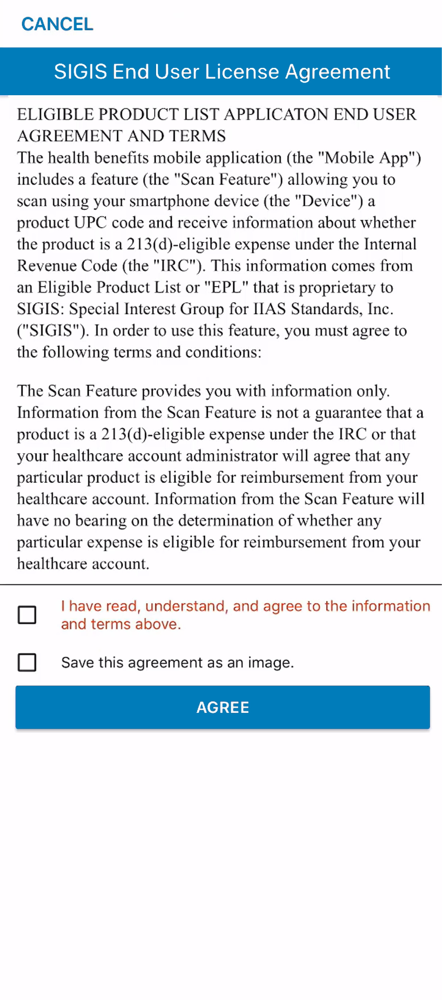 CANCEL
SIGIS End User License Agreement
ELIGIBLE PRODUCT LIST APPLICATON END USER
AGREEMENT AND TERMS
The health benefits mobile application (the "Mobile App")
includes a feature (the "Scan Feature") allowing you to
scan using your smartphone device (the "Device") a
product UPC code and receive information about whether
the product is a 213(d)-eligible expense under the Internal
Revenue Code (the "IRC"). This information comes from
an Eligible Product List or "EPL" that is proprietary to
SIGIS: Special Interest Group for IIAS Standards, Inc.
("SIGIS"). In order to use this feature, you must agree to
the following terms and conditions:
The Scan Feature provides you with information only.
Information from the Scan Feature is not a guarantee that a
product is a 213(d)-eligible expense under the IRC or that
your healthcare account administrator will agree that any
particular product is eligible for reimbursement from your
healthcare account. Information from the Scan Feature will
have no bearing on the determination of whether any
particular expense is eligible for reimbursement from your
healthcare account.
I have read, understand, and agree to the information
and terms above.
Save this agreement as an image.
AGREE